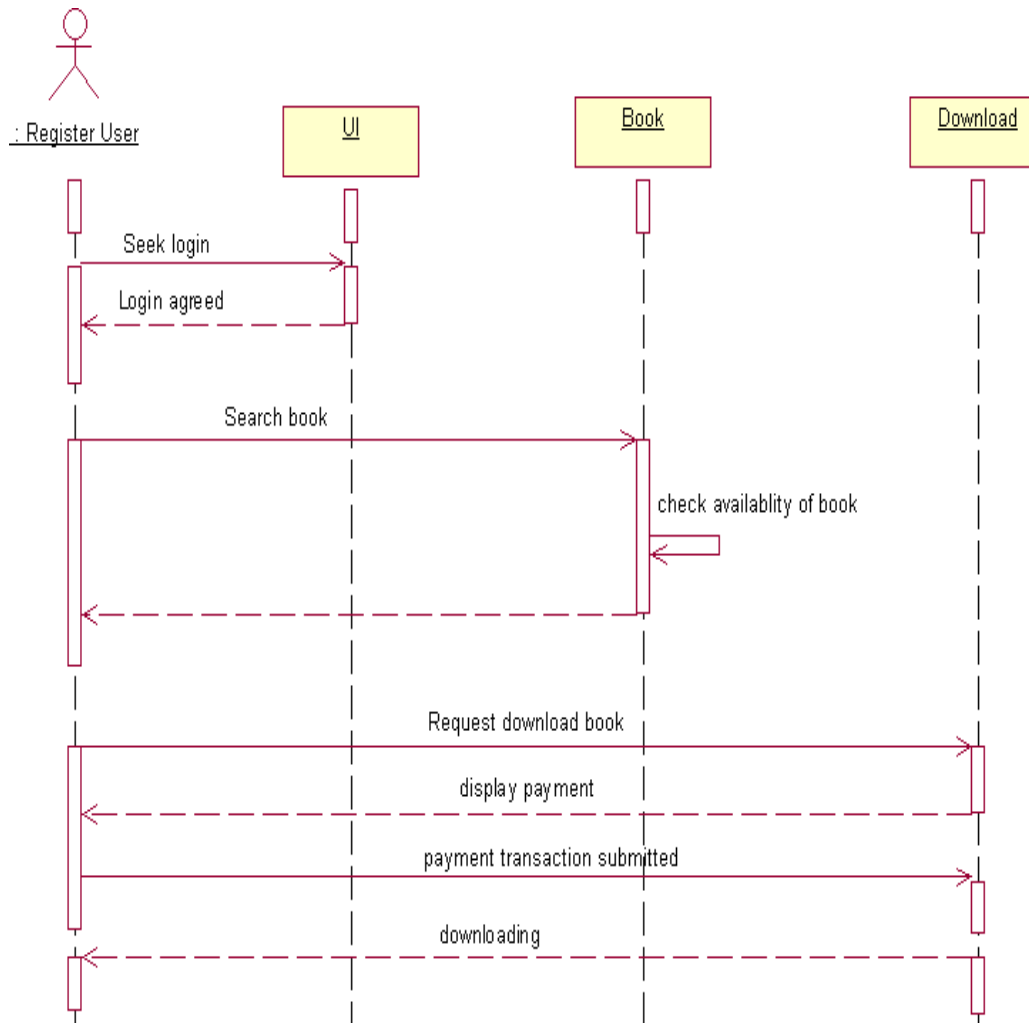 : Register User
UI
Book
Download
Seek login
Login agreed
Search book
check availablity of book
Request download book
display payment
payment transaction submitted
downloading